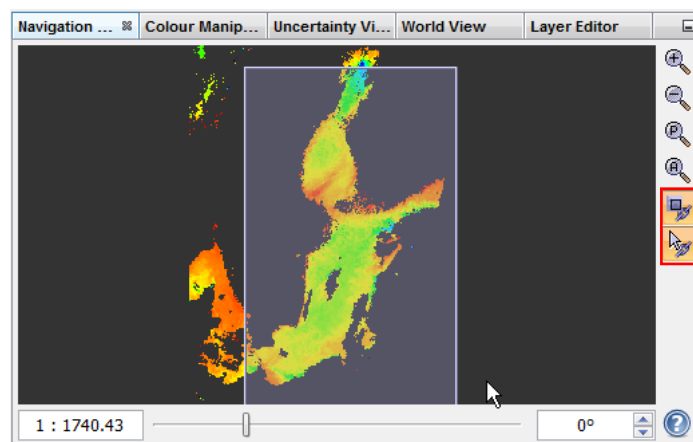 Navigation ... Colour Manip... Uncertainty Vi... World View Layer Editor
P
A
1 : 1740.43 0° ?